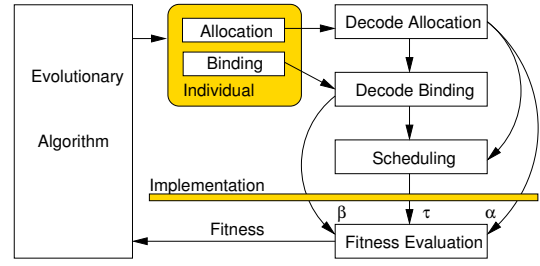 Evolutionary
Algorithm
Allocation
Binding
Individual
Decode Allocation
Decode Binding
Scheduling
Implementation
β τ α
Fitness
Fitness Evaluation